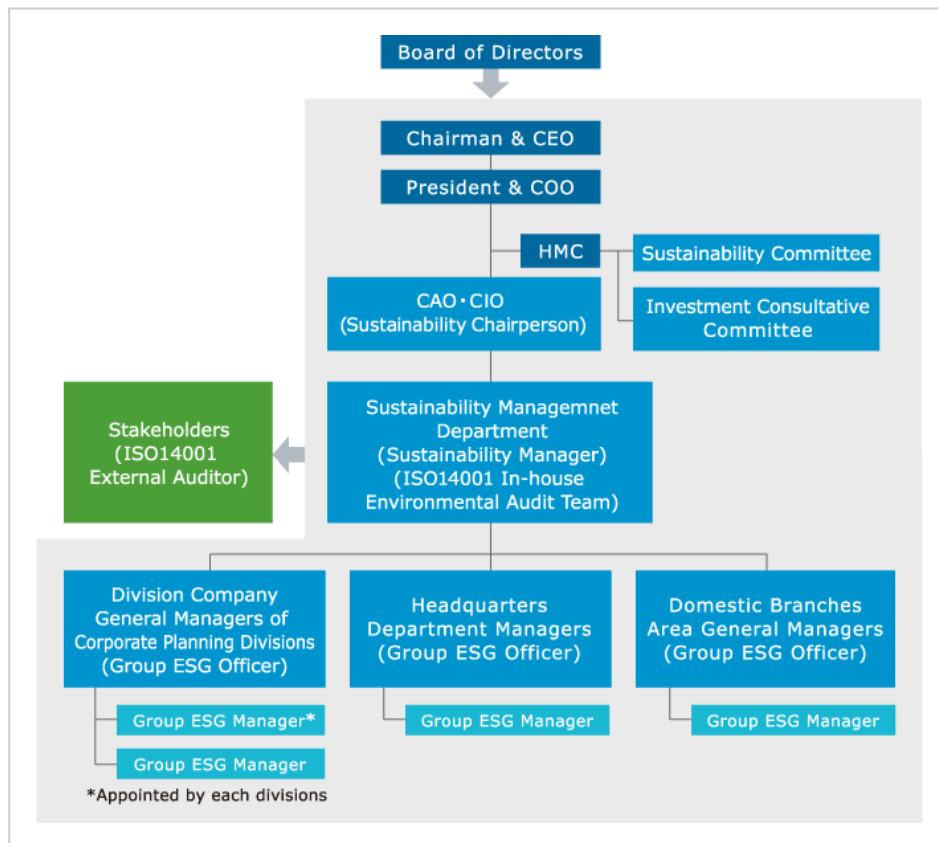 Board of Directors
Chairman & CEO
President & COO
HMC
Sustainability Committee
CAO・CIO
(Sustainability Chairperson)
Investment Consultative
Committee
Stakeholders
(ISO14001
External Auditor)
Sustainability Managemnet
Department
(Sustainability Manager)
(ISO14001 In-house
Environmental Audit Team)
Division Company
General Managers of
Corporate Planning Divisions
(Group ESG Officer)
Headquarters
Department Managers
(Group ESG Officer)
Domestic Branches
Area General Managers
(Group ESG Officer)
Group ESG Manager*
Group ESG Manager
Group ESG Manager
Group ESG Manager
*Appointed by each divisions